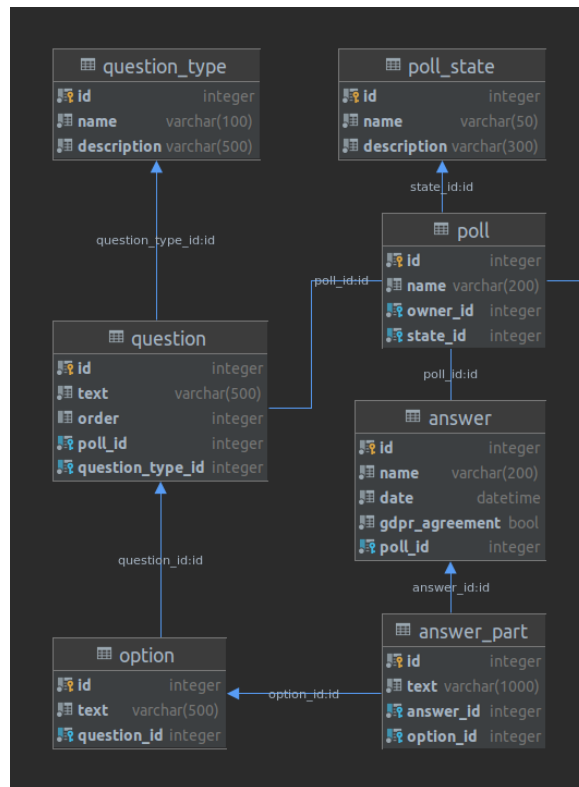 question_type
id integer
name varchar(100)
description varchar(500)
poll_state
id integer
name varchar(50)
description varchar(300)
state_id:id
question_type_id:id
poll
id integer
name varchar(200)
owner_id integer
state_id integer
poll_id:id
question
id integer
text varchar(500)
order integer
poll_id integer
question_type_id integer
poll_id:id
answer
id integer
name varchar(200)
date datetime
gdpr_agreement bool
poll_id integer
question_id:id
answer_id:id
option
id integer
text varchar(500)
question_id integer
option_id:id
answer_part
id integer
text varchar(1000)
answer_id integer
option_id integer